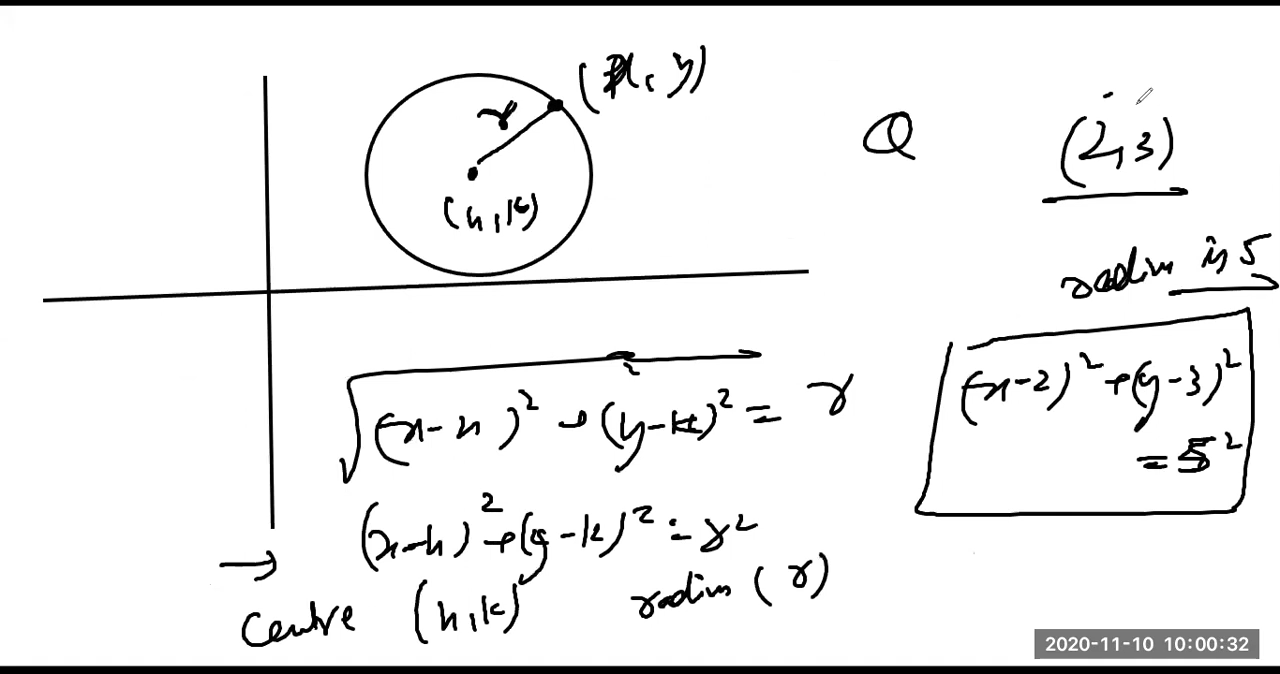 (x, y)
r
(h, k)
√(x-h)² + (y-k)² = r
(x-h)² + (y-k)² = r²
→
Centre (h, k) radius (r)
Q (2, 3)
radius is 5
(x-2)² + (y-3)²
= 5²
2020-11-10 10:00:32